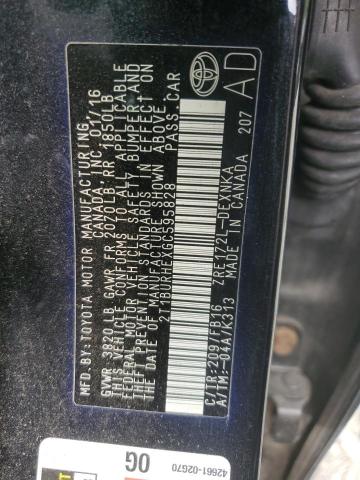 MFD.BY:TOYOTA MOTOR MANUFACTURING
CANADA,INC. 01/16
GVWR 3820 LB GAWR FR 2070LB,RR 1850LB
THIS VEHICLE CONFORMS TO ALL APPLICABLE
FEDERAL MOTOR VEHICLE SAFETY BUMPER,AND
THEFT PREVENTION STANDARDS IN EFFECT ON
THE DATE OF MANUFACTURE SHOWN ABOVE.
2T1BURHEXGC595828 PASS.CAR
ZRE172L-DEXNKA
C/TR:209/FB16
A/TM:-04A/K313
MADE IN CANADA 207
TOYOTA
AD
0G
42661-02G70